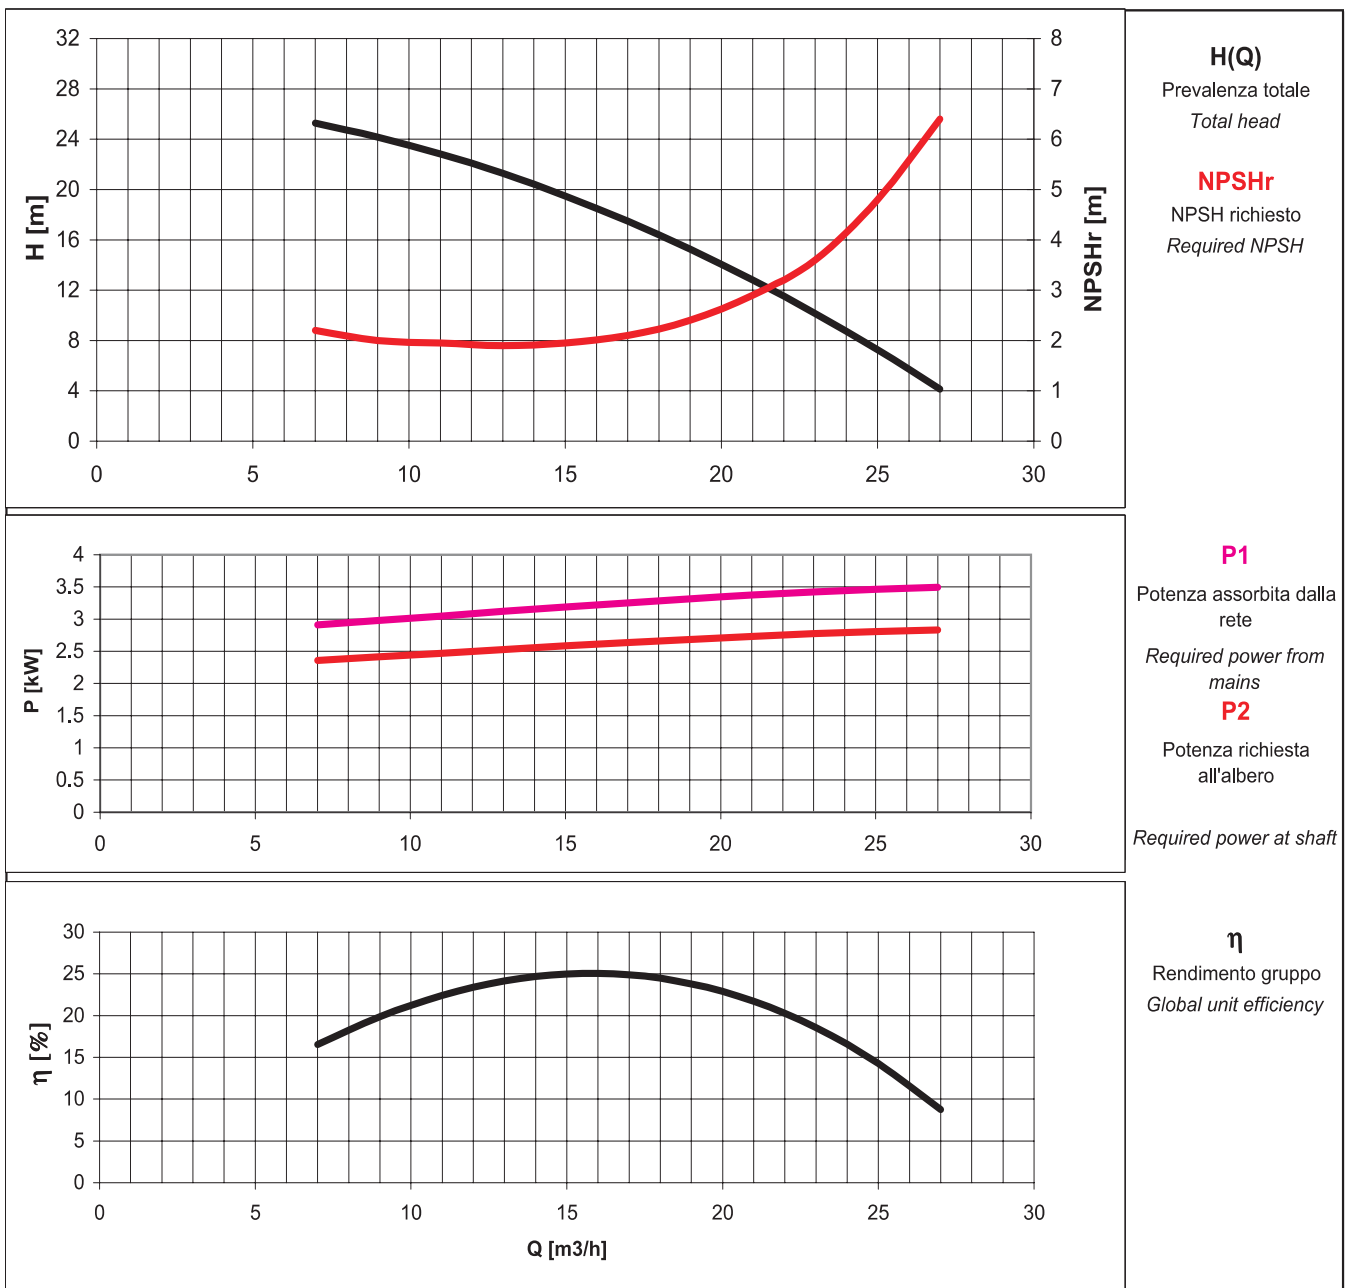 32
28
24
20
16
12
8
4
0
H [m]
8
7
6
5
4
3
2
1
0
NPSHr [m]
0 5 10 15 20 25 30
H(Q)
Prevalenza totale
Total head
NPSHr
NPSH richiesto
Required NPSH
4
3.5
3
2.5
2
1.5
1
0.5
0
P [kW]
0 5 10 15 20 25 30
P1
Potenza assorbita dalla
rete
Required power from
mains
P2
Potenza richiesta
all'albero
Required power at shaft
30
25
20
15
10
5
0
η [%]
0 5 10 15 20 25 30
Q [m3/h]
η
Rendimento gruppo
Global unit efficiency